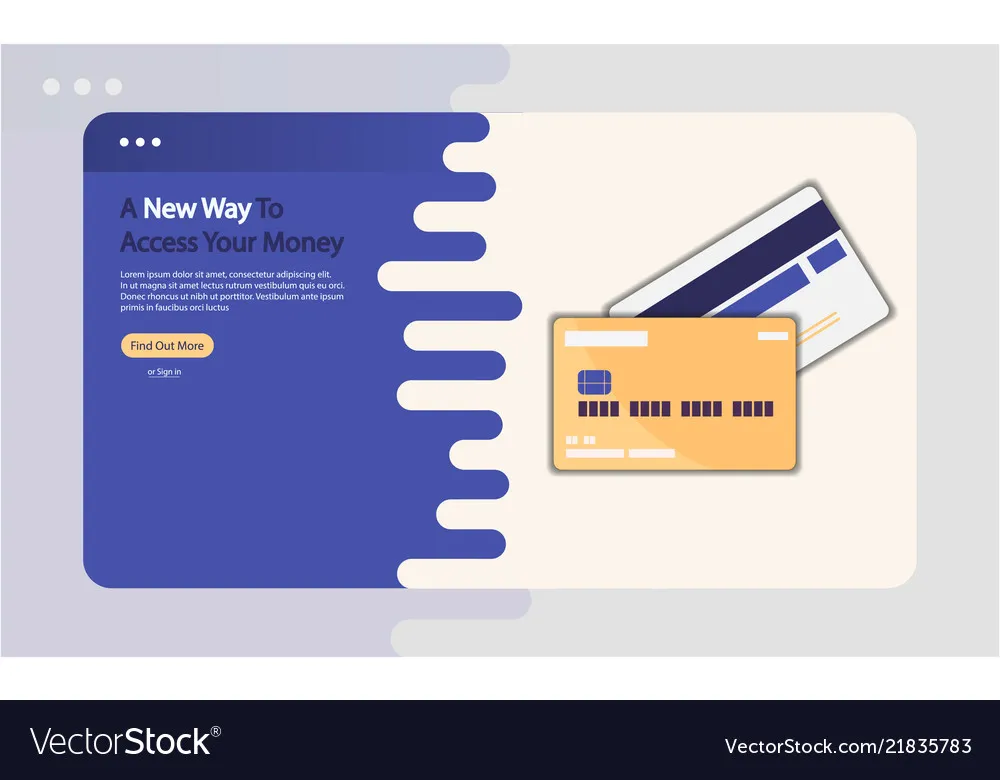 A New Way To
Access Your Money
Lorem ipsum dolor sit amet, consectetur adipiscing elit.
In ut magna sit amet lectus rutrum vestibulum quis eu orci.
Donec rhoncus ut nibh ut porttitor. Vestibulum ante ipsum
primis in faucibus orci luctus
Find Out More
or Sign in
VectorStock®
VectorStock.com/21835783